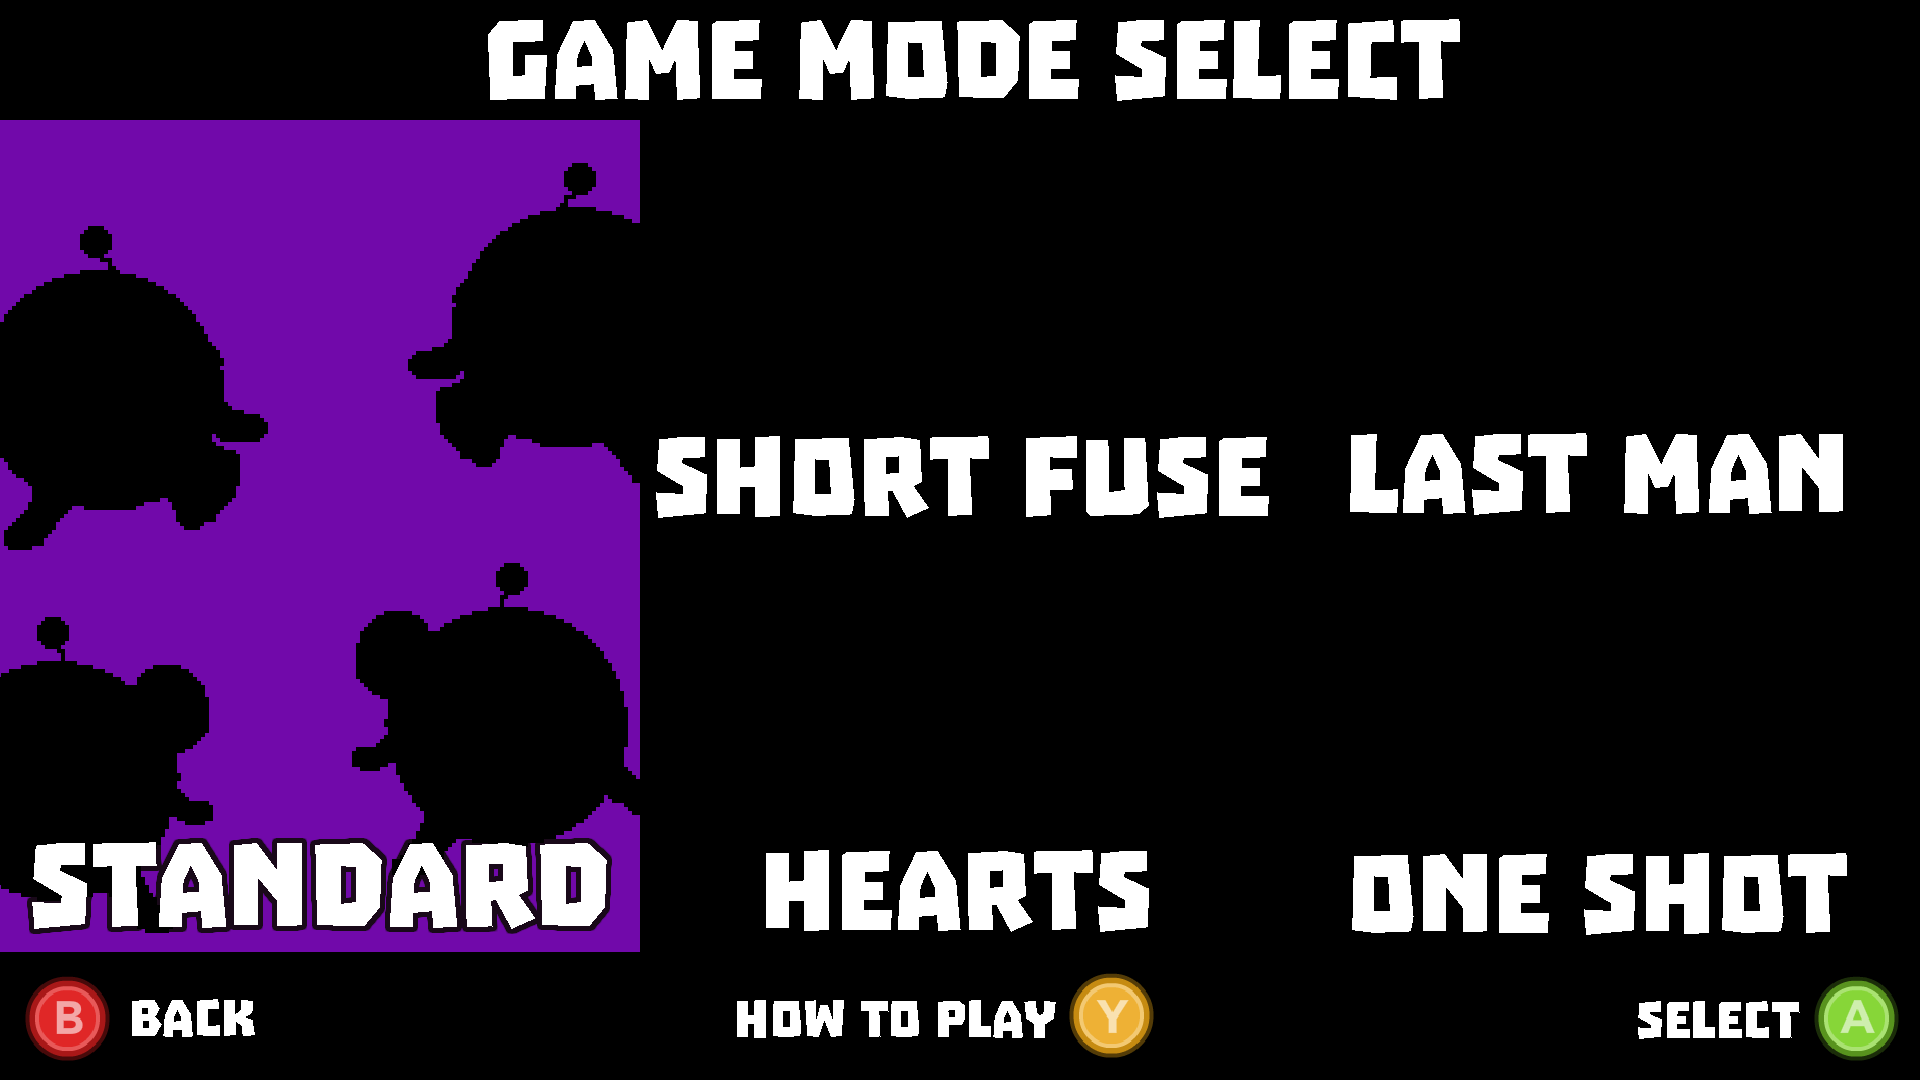 GAME MODE SELECT
SHORT FUSE
LAST MAN
STANDARD
HEARTS
ONE SHOT
B BACK
HOW TO PLAY Y
SELECT A